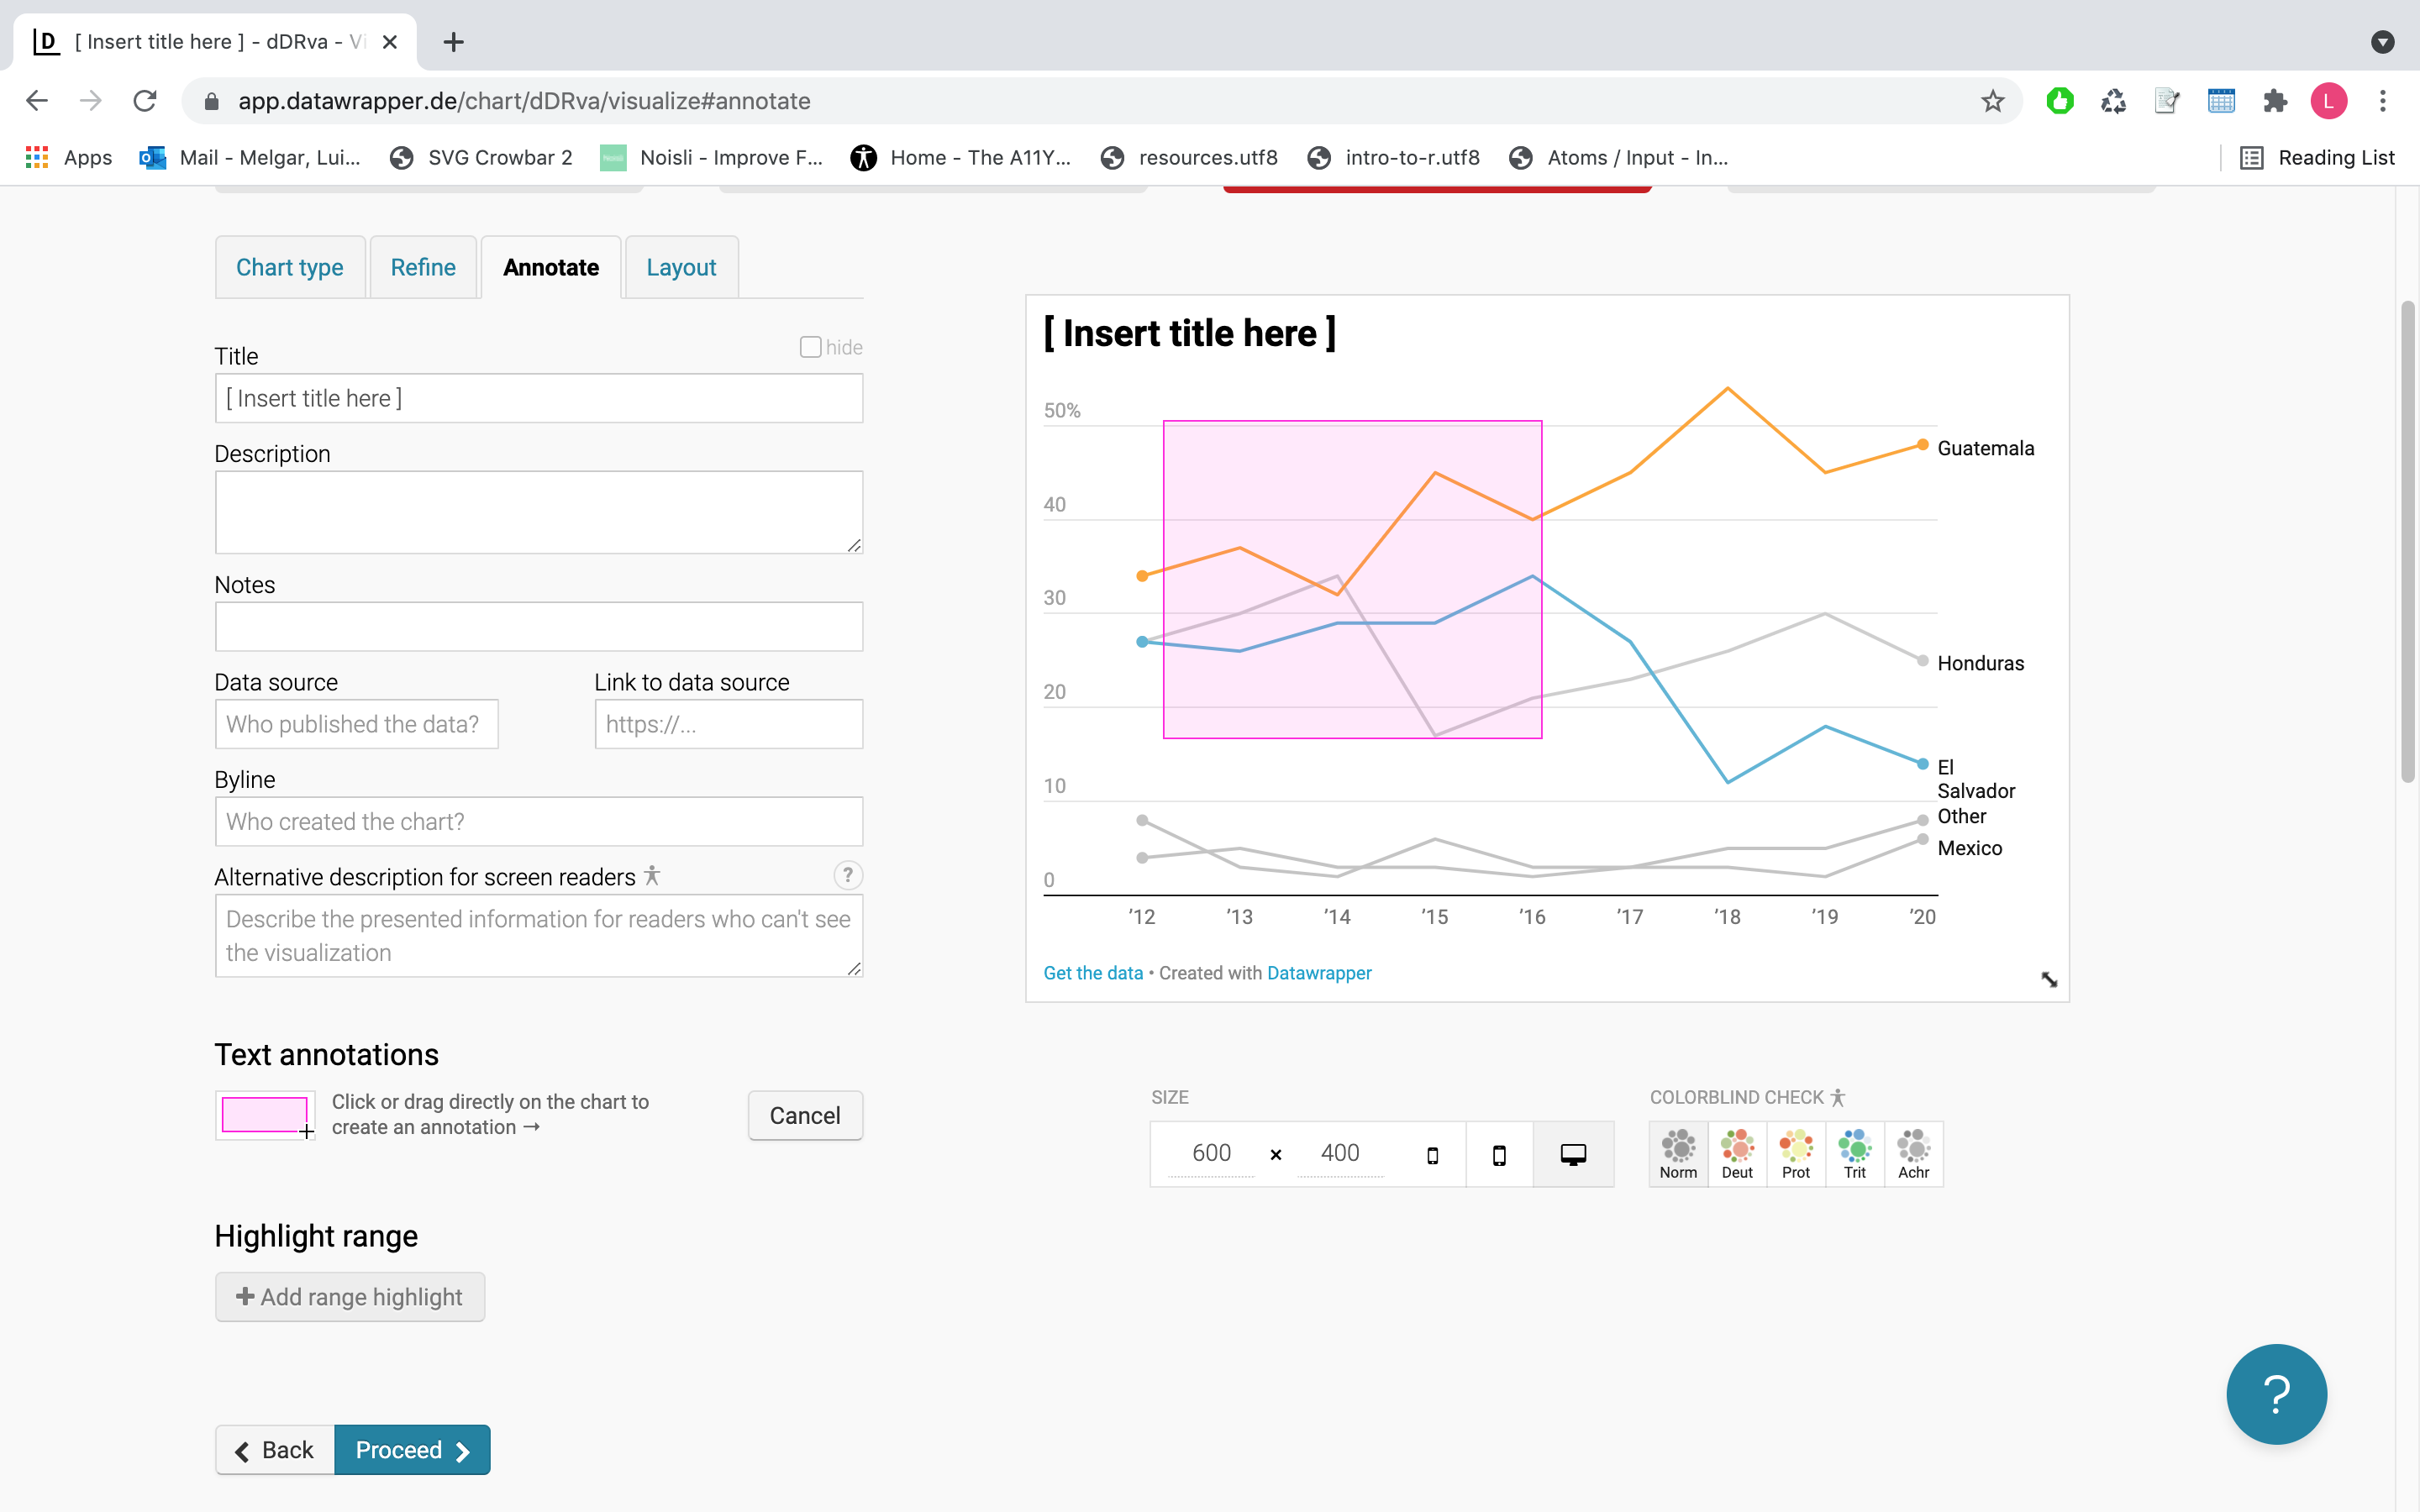 [ Insert title here ] - dDRva - Vi
app.datawrapper.de/chart/dDRva/visualize#annotate
L
Apps
Mail - Melgar, Lui...
SVG Crowbar 2
Noisli - Improve F...
Home - The A11Y...
resources.utf8
intro-to-r.utf8
Atoms / Input - In...
Reading List
Chart type
Refine
Annotate
Layout
Title
hide
[ Insert title here ]
Description
Notes
Data source
Link to data source
Who published the data?
https://...
Byline
Who created the chart?
Alternative description for screen readers
?
Describe the presented information for readers who can't see
the visualization
Text annotations
Click or drag directly on the chart to
create an annotation →
Cancel
Highlight range
+ Add range highlight
Back
Proceed
[ Insert title here ]
50%
40
30
20
10
0
’12
’13
’14
’15
’16
’17
’18
’19
’20
Guatemala
Honduras
El
Salvador
Other
Mexico
Get the data • Created with Datawrapper
SIZE
600 × 400
COLORBLIND CHECK
Norm
Deut
Prot
Trit
Achr
?